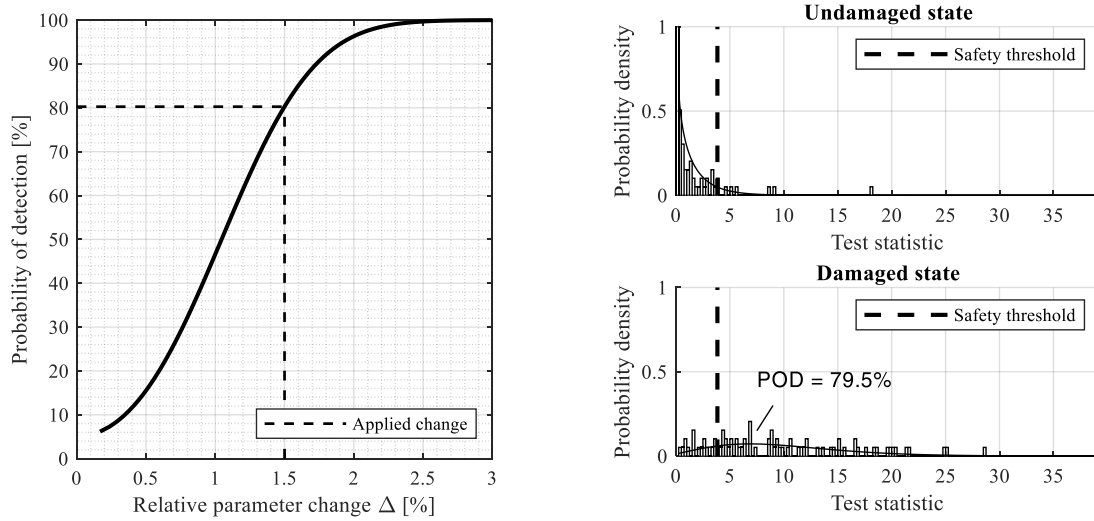 100
90
80
70
60
50
40
30
20
10
0
Probability of detection [%]
0 0.5 1 1.5 2 2.5 3
Relative parameter change Δ [%]
Applied change
Undamaged state
Safety threshold
1
0.5
0
Probability density
0 5 10 15 20 25 30 35
Test statistic
Damaged state
Safety threshold
POD = 79.5%
1
0.5
0
Probability density
0 5 10 15 20 25 30 35
Test statistic